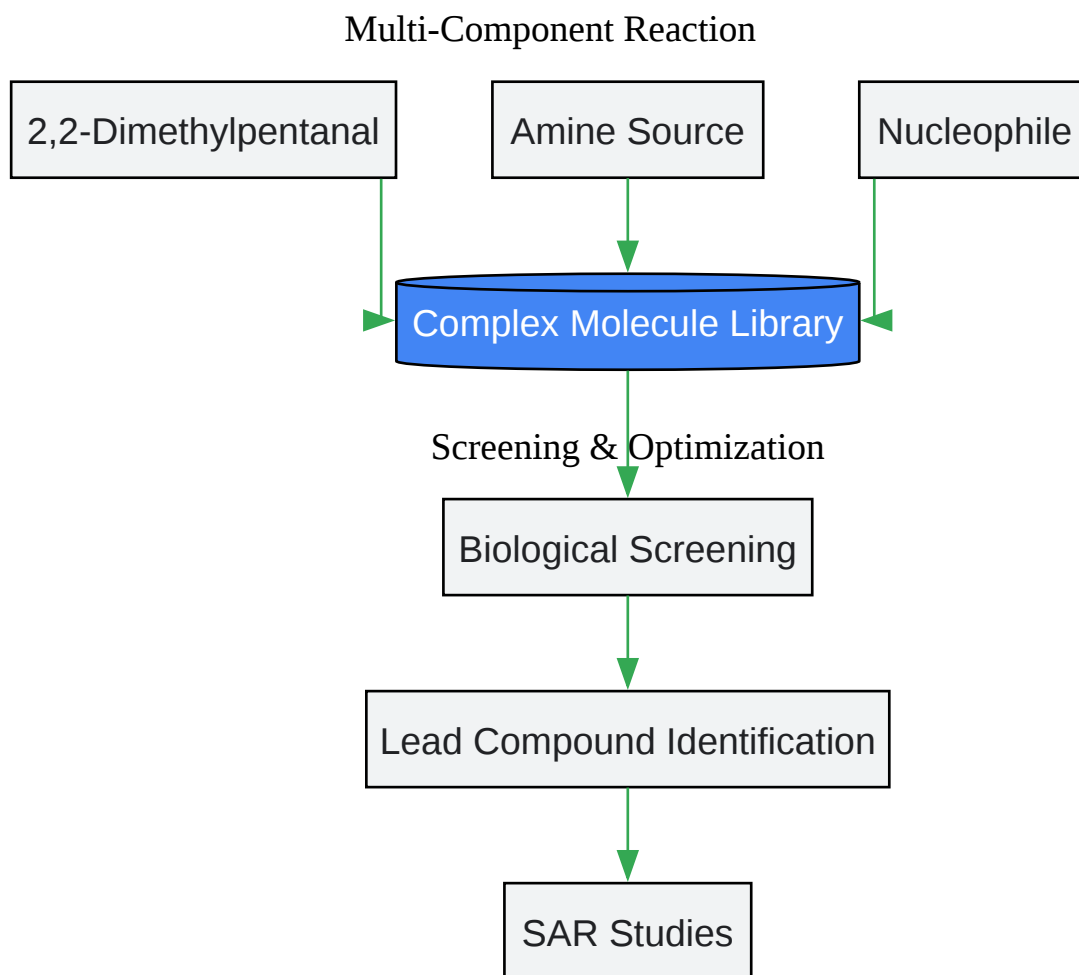 Multi-Component Reaction
2,2-Dimethylpentanal
Amine Source
Nucleophile
Complex Molecule Library
Screening & Optimization
Biological Screening
Lead Compound Identification
SAR Studies